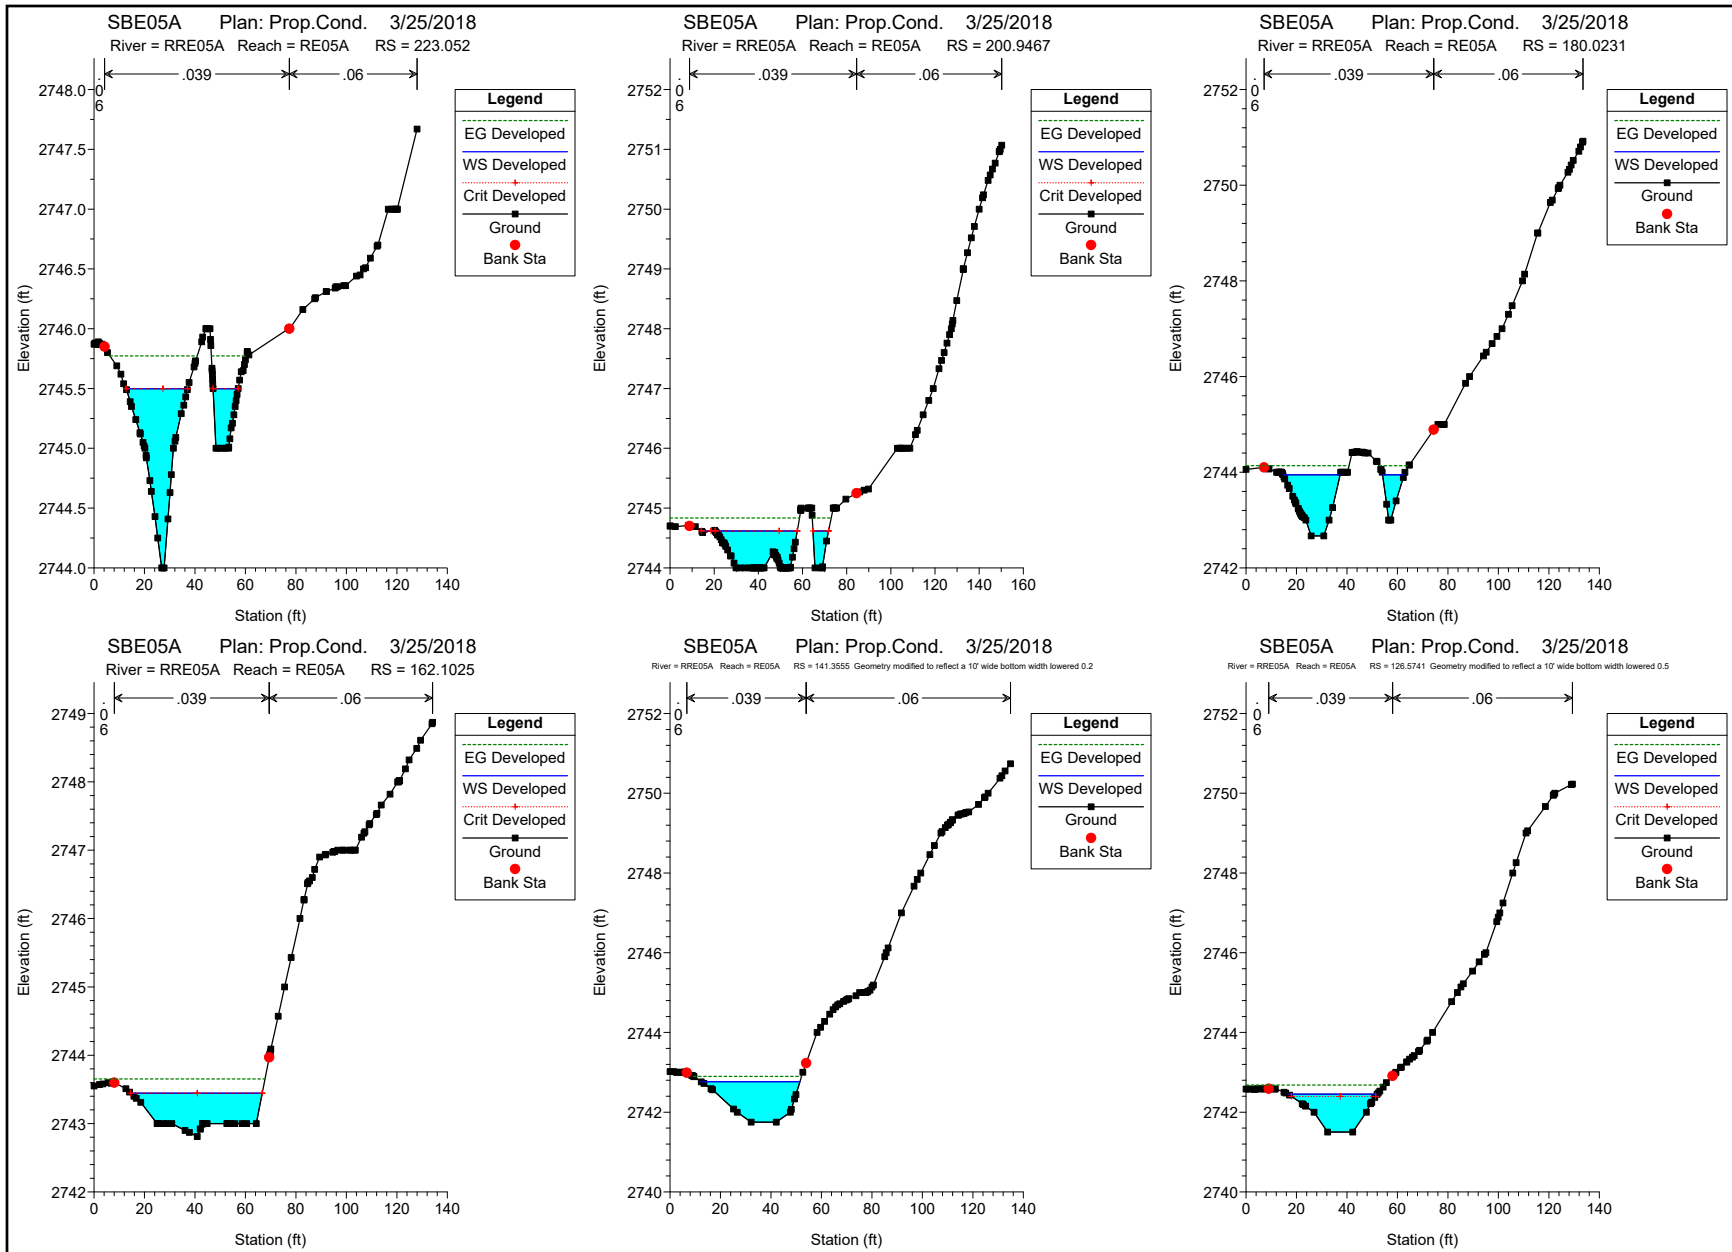 SBE05A Plan: Prop.Cond. 3/25/2018
River = RRE05A Reach = RE05A RS = 223.052
.06
.039
.06
Legend
EG Developed
WS Developed
Crit Developed
Ground
Bank Sta
2748.0
2747.5
2747.0
2746.5
2746.0
2745.5
2745.0
2744.5
2744.0
Elevation (ft)
0 20 40 60 80 100 120 140
Station (ft)
SBE05A Plan: Prop.Cond. 3/25/2018
River = RRE05A Reach = RE05A RS = 200.9467
.06
.039
.06
Legend
EG Developed
WS Developed
Crit Developed
Ground
Bank Sta
2752
2751
2750
2749
2748
2747
2746
2745
2744
Elevation (ft)
0 20 40 60 80 100 120 140 160
Station (ft)
SBE05A Plan: Prop.Cond. 3/25/2018
River = RRE05A Reach = RE05A RS = 180.0231
.06
.039
.06
Legend
EG Developed
WS Developed
Ground
Bank Sta
2752
2750
2748
2746
2744
2742
Elevation (ft)
0 20 40 60 80 100 120 140
Station (ft)
SBE05A Plan: Prop.Cond. 3/25/2018
River = RRE05A Reach = RE05A RS = 162.1025
.06
.039
.06
Legend
EG Developed
WS Developed
Crit Developed
Ground
Bank Sta
2749
2748
2747
2746
2745
2744
2743
2742
Elevation (ft)
0 20 40 60 80 100 120 140
Station (ft)
SBE05A Plan: Prop.Cond. 3/25/2018
River = RRE05A Reach = RE05A RS = 141.3555 Geometry modified to reflect a 10' wide bottom width lowered 0.2
.06
.039
.06
Legend
EG Developed
WS Developed
Ground
Bank Sta
2752
2750
2748
2746
2744
2742
2740
Elevation (ft)
0 20 40 60 80 100 120 140
Station (ft)
SBE05A Plan: Prop.Cond. 3/25/2018
River = RRE05A Reach = RE05A RS = 126.5741 Geometry modified to reflect a 10' wide bottom width lowered 0.5
.06
.039
.06
Legend
EG Developed
WS Developed
Crit Developed
Ground
Bank Sta
2752
2750
2748
2746
2744
2742
2740
Elevation (ft)
0 20 40 60 80 100 120 140
Station (ft)